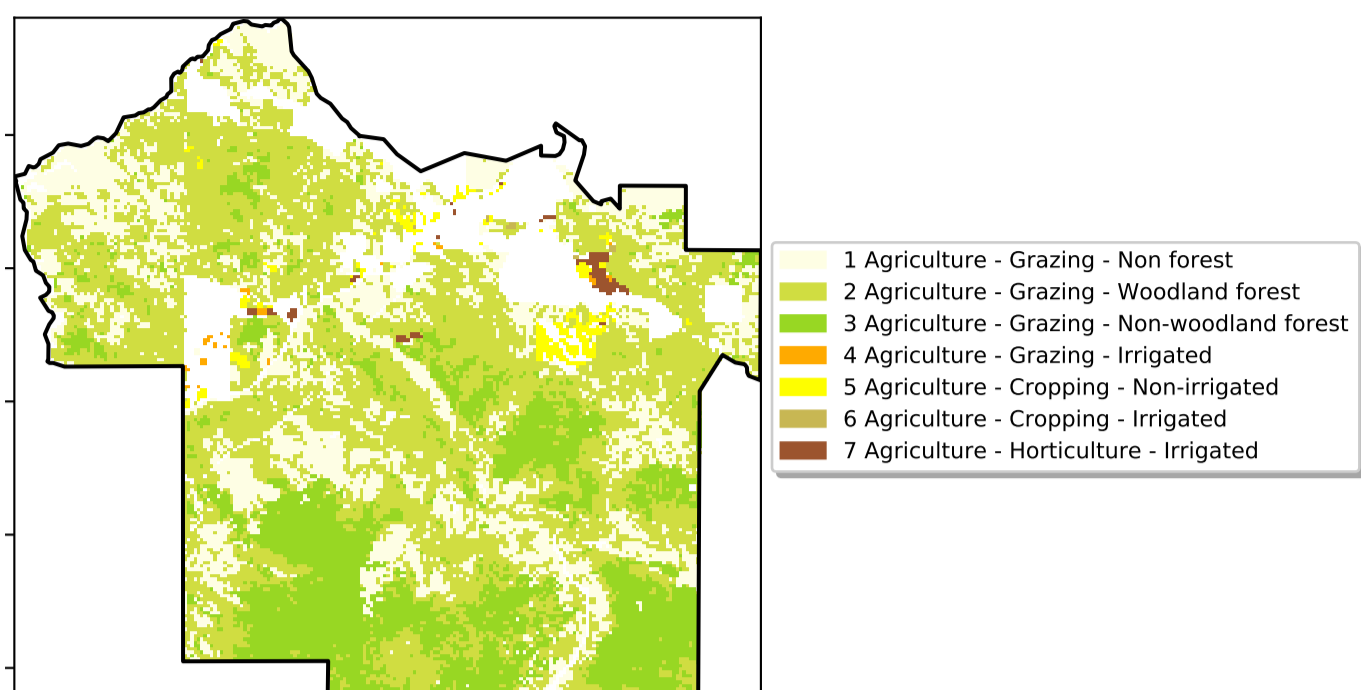 1 Agriculture - Grazing - Non forest
2 Agriculture - Grazing - Woodland forest
3 Agriculture - Grazing - Non-woodland forest
4 Agriculture - Grazing - Irrigated
5 Agriculture - Cropping - Non-irrigated
6 Agriculture - Cropping - Irrigated
7 Agriculture - Horticulture - Irrigated